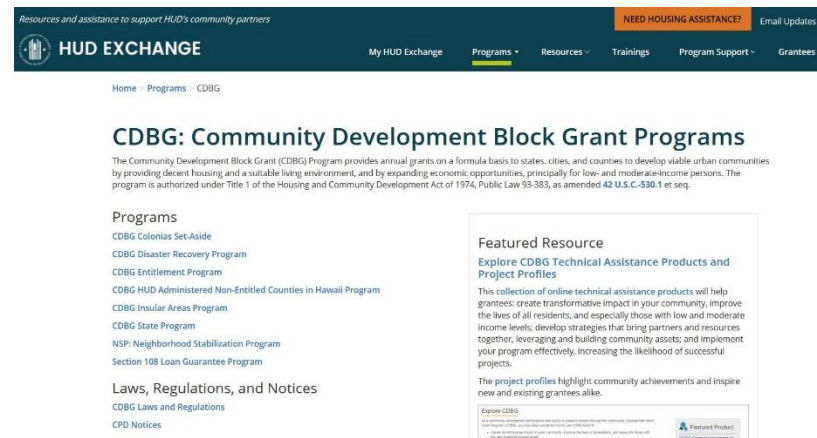 Resources and assistance to support HUD's community partners
NEED HOUSING ASSISTANCE?
Email Updates
HUD EXCHANGE
My HUD Exchange
Programs
Resources
Trainings
Program Support
Grantees
Home > Programs > CDBG
CDBG: Community Development Block Grant Programs
The Community Development Block Grant (CDBG) Program provides annual grants on a formula basis to states. cities, and counties to develop viable urban communities
by providing decent housing and a suitable living environment, and by expanding economic opportunities, principally for low- and moderate-income persons. The
program is authorized under Title 1 of the Housing and Community Development Act of 1974, Public Law 93-383, as amended 42 U.S.C.-530.1 et seq.
Programs
CDBG Colonias Set-Aside
CDBG Disaster Recovery Program
CDBG Entitlement Program
CDBG HUD Administered Non-Entitled Counties in Hawaii Program
CDBG Insular Areas Program
CDBG State Program
NSP: Neighborhood Stabilization Program
Section 108 Loan Guarantee Program
Laws, Regulations, and Notices
CDBG Laws and Regulations
CPD Notices
Featured Resource
Explore CDBG Technical Assistance Products and
Project Profiles
This collection of online technical assistance products will help
grantees: create transformative impact in your community, improve
the lives of all residents, and especially those with low and moderate
income levels; develop strategies that bring partners and resources
together, leveraging and building community assets; and implement
your program effectively, increasing the likelihood of successful
projects.
The project profiles highlight community achievements and inspire
new and existing grantees alike.
Explore CDBG
Featured Product